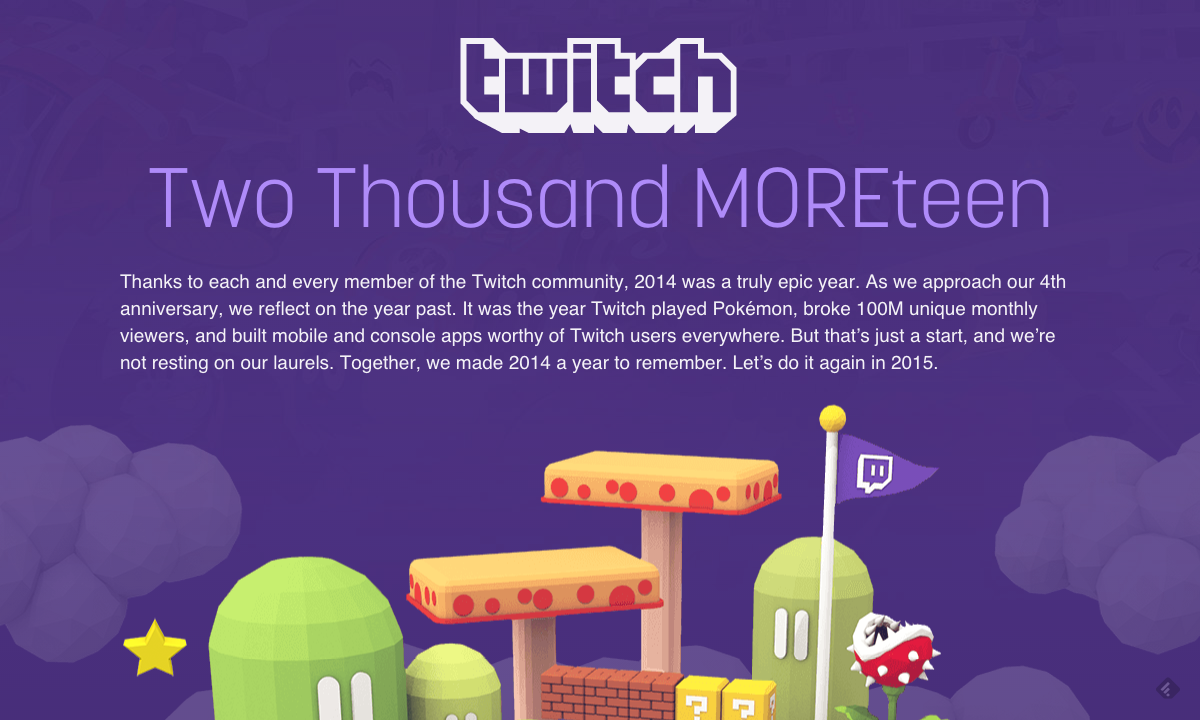 twitch
Two Thousand MOREteen
Thanks to each and every member of the Twitch community, 2014 was a truly epic year. As we approach our 4th
anniversary, we reflect on the year past. It was the year Twitch played Pokémon, broke 100M unique monthly
viewers, and built mobile and console apps worthy of Twitch users everywhere. But that’s just a start, and we’re
not resting on our laurels. Together, we made 2014 a year to remember. Let’s do it again in 2015.
? ?